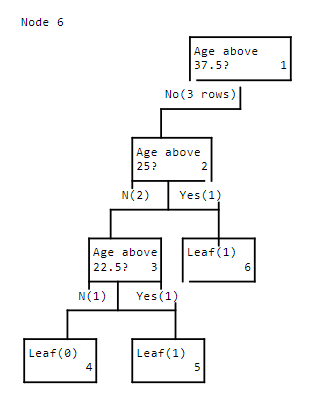 Node 6
Age above
37.5? 1
No(3 rows)
Age above
25? 2
N(2) Yes(1)
Age above
22.5? 3
Leaf(1)
6
N(1) Yes(1)
Leaf(0)
4
Leaf(1)
5